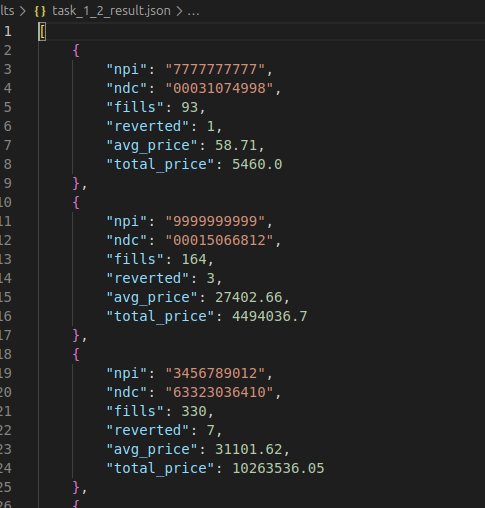 lts > {} task_1_2_result.json > ...
1 [
2 {
3 "npi": "7777777777",
4 "ndc": "00031074998",
5 "fills": 93,
6 "reverted": 1,
7 "avg_price": 58.71,
8 "total_price": 5460.0
9 },
10 {
11 "npi": "9999999999",
12 "ndc": "00015066812",
13 "fills": 164,
14 "reverted": 3,
15 "avg_price": 27402.66,
16 "total_price": 4494036.7
17 },
18 {
19 "npi": "3456789012",
20 "ndc": "63323036410",
21 "fills": 330,
22 "reverted": 7,
23 "avg_price": 31101.62,
24 "total_price": 10263536.05
25 },
26 {